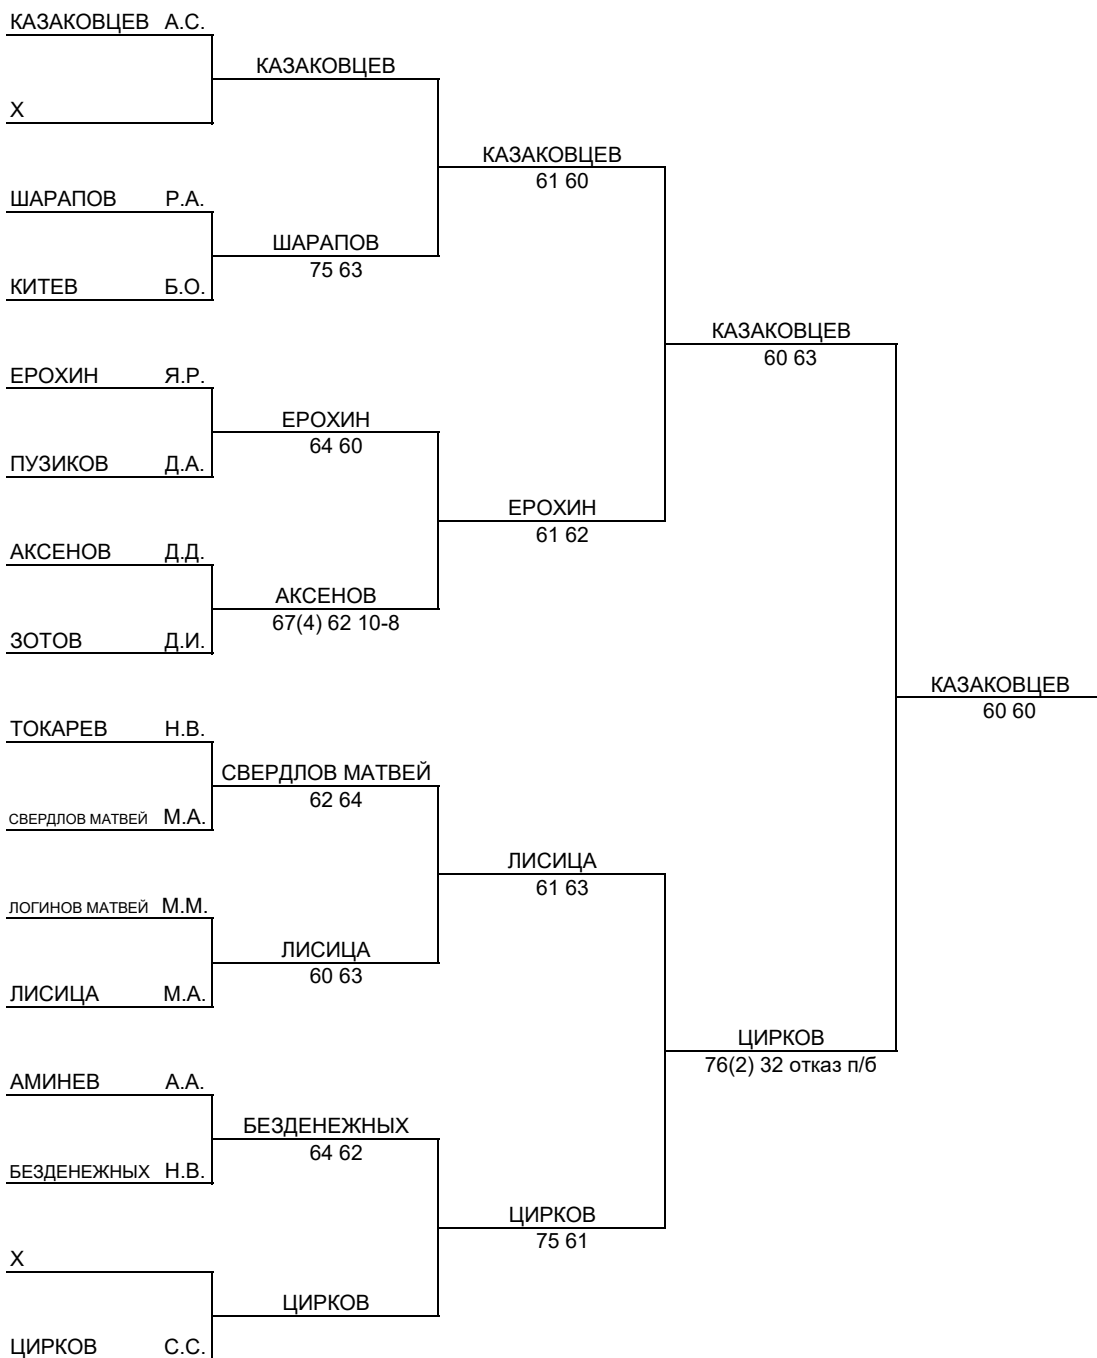 КАЗАКОВЦЕВ А.С.
КАЗАКОВЦЕВ
Х
КАЗАКОВЦЕВ
61 60
ШАРАПОВ Р.А.
ШАРАПОВ
75 63
КИТЕВ Б.О.
КАЗАКОВЦЕВ
60 63
ЕРОХИН Я.Р.
ЕРОХИН
64 60
ПУЗИКОВ Д.А.
ЕРОХИН
61 62
АКСЕНОВ Д.Д.
АКСЕНОВ
67(4) 62 10-8
ЗОТОВ Д.И.
КАЗАКОВЦЕВ
60 60
ТОКАРЕВ Н.В.
СВЕРДЛОВ МАТВЕЙ
62 64
СВЕРДЛОВ МАТВЕЙ М.А.
ЛИСИЦА
61 63
ЛОГИНОВ МАТВЕЙ М.М.
ЛИСИЦА
60 63
ЛИСИЦА М.А.
ЦИРКОВ
76(2) 32 отказ п/б
АМИНЕВ А.А.
БЕЗДЕНЕЖНЫХ
64 62
БЕЗДЕНЕЖНЫХ Н.В.
ЦИРКОВ
75 61
Х
ЦИРКОВ
ЦИРКОВ С.С.